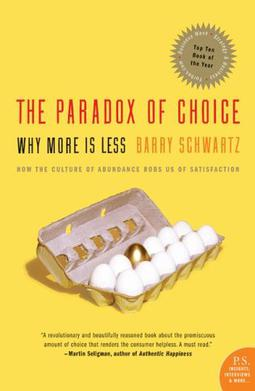 Top Ten
Book of the
Year
THE PARADOX OF CHOICE
WHY MORE IS LESS BARRY SCHWARTZ
HOW THE CULTURE OF ABUNDANCE ROBS US OF SATISFACTION
"A revolutionary and beautifully reasoned book about the promiscuous
amount of choice that renders the consumer helpless. A must read."
—Martin Seligman, author of Authentic Happiness
P.S.
INSIGHTS,
INTERVIEWS
& MORE...